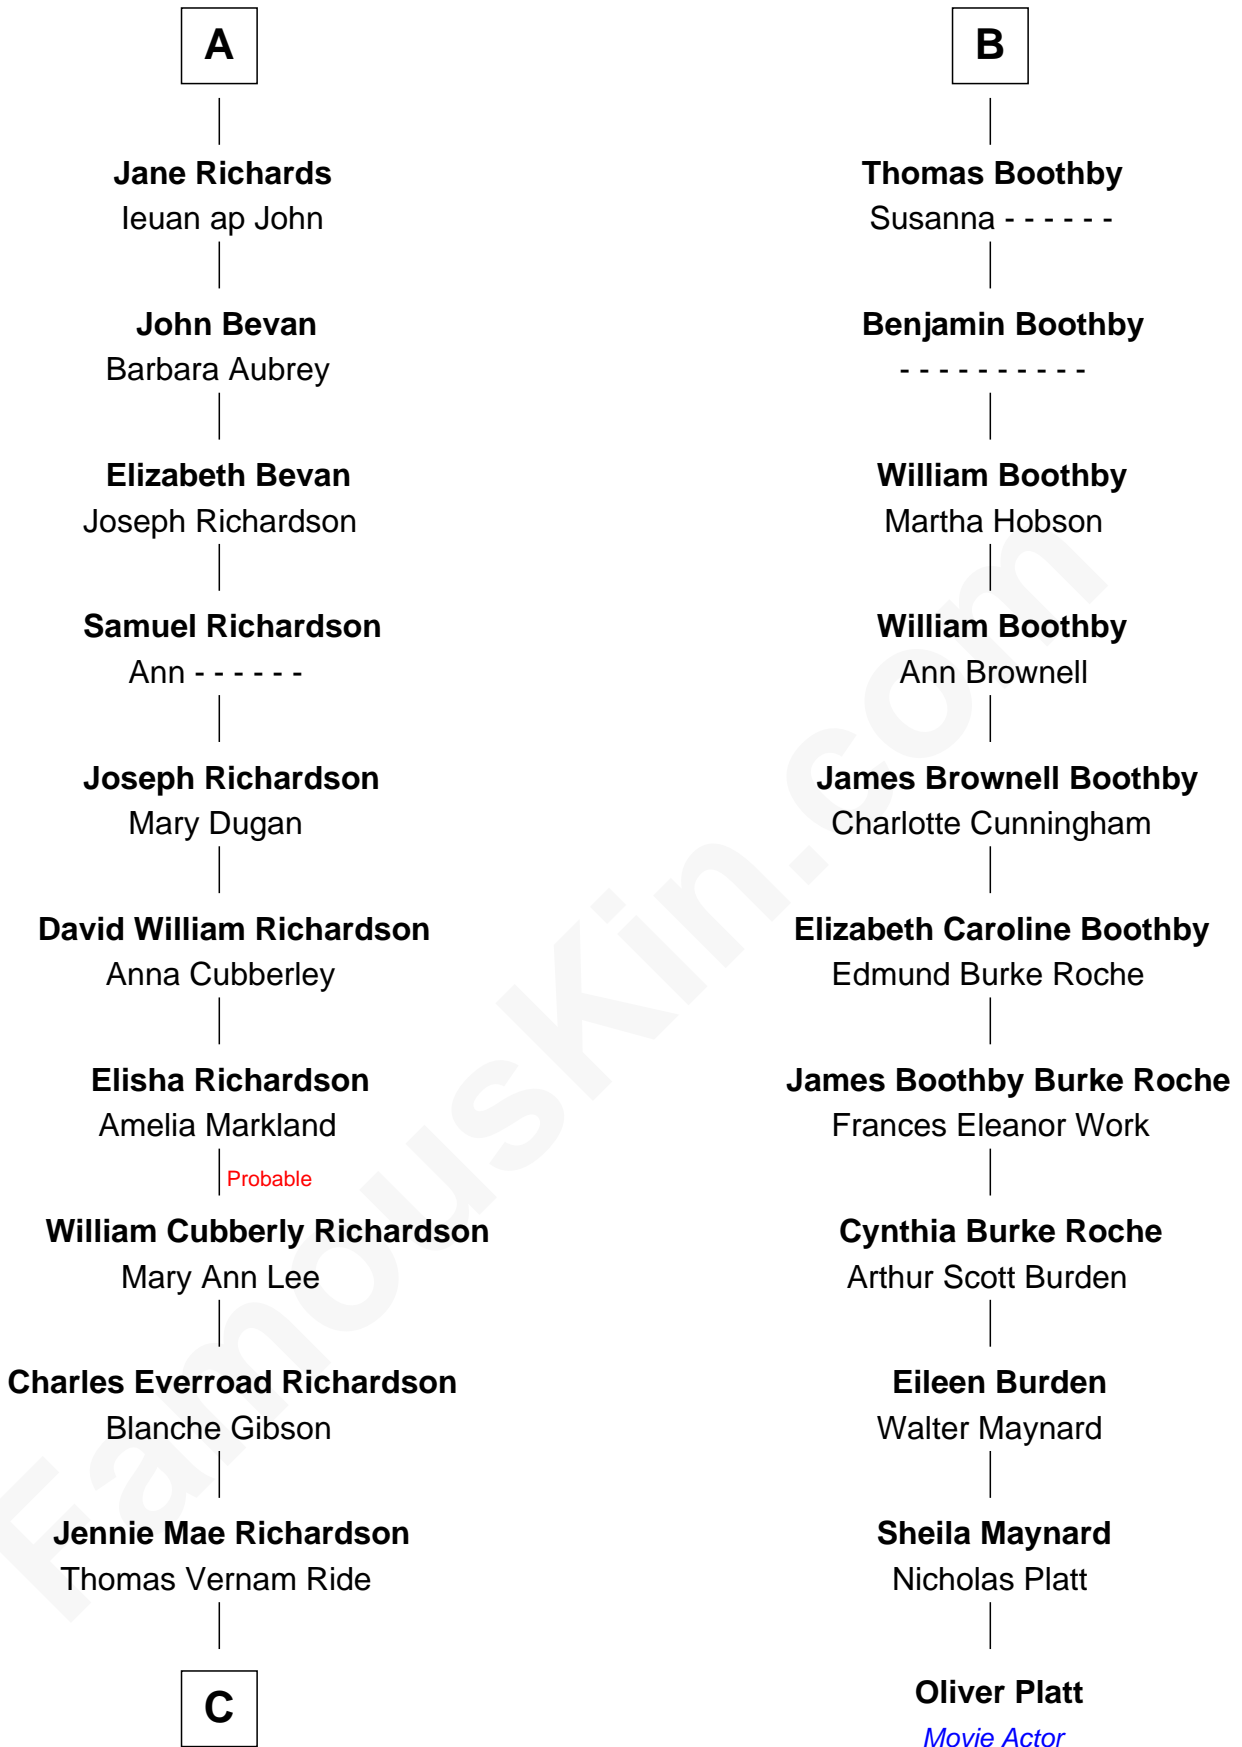 A
Jane Richards
Ieuan ap John
John Bevan
Barbara Aubrey
Elizabeth Bevan
Joseph Richardson
Samuel Richardson
Ann - - - - - -
Joseph Richardson
Mary Dugan
David William Richardson
Anna Cubberley
Elisha Richardson
Amelia Markland
Probable
William Cubberly Richardson
Mary Ann Lee
Charles Everroad Richardson
Blanche Gibson
Jennie Mae Richardson
Thomas Vernam Ride
C
B
Thomas Boothby
Susanna - - - - - -
Benjamin Boothby
- - - - - - - - - -
William Boothby
Martha Hobson
William Boothby
Ann Brownell
James Brownell Boothby
Charlotte Cunningham
Elizabeth Caroline Boothby
Edmund Burke Roche
James Boothby Burke Roche
Frances Eleanor Work
Cynthia Burke Roche
Arthur Scott Burden
Eileen Burden
Walter Maynard
Sheila Maynard
Nicholas Platt
Oliver Platt
Movie Actor
FamousKin.com